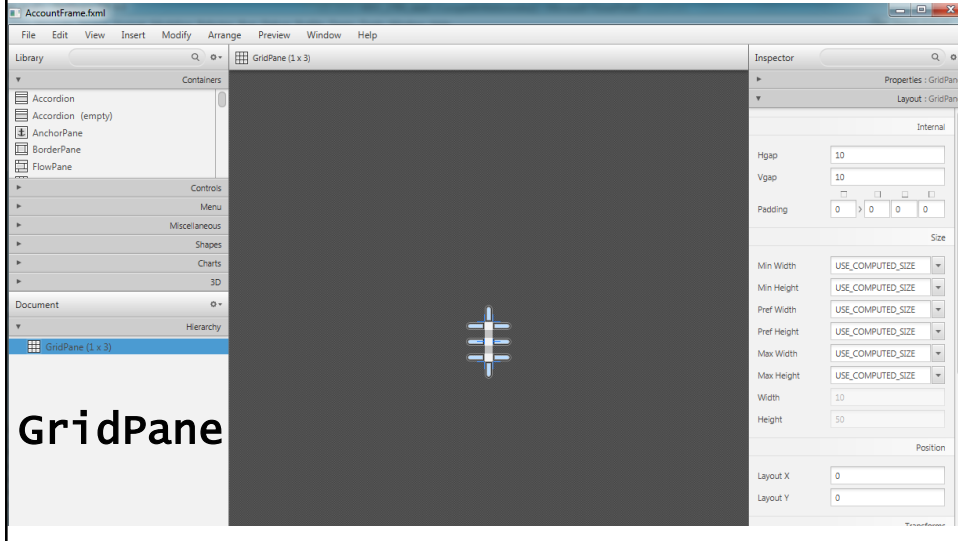 AccountFrame.fxml
File Edit View Insert Modify Arrange Preview Window Help
Library
GridPane (1 x 3)
Inspector
Containers
Accordion
Accordion (empty)
AnchorPane
BorderPane
FlowPane
Controls
Menu
Miscellaneous
Shapes
Charts
3D
Document
Hierarchy
GridPane (1 x 3)
GridPane
Properties : GridPan
Layout : GridPan
Internal
Hgap 10
Vgap 10
Padding 0 > 0 0 0
Size
Min Width USE_COMPUTED_SIZE
Min Height USE_COMPUTED_SIZE
Pref Width USE_COMPUTED_SIZE
Pref Height USE_COMPUTED_SIZE
Max Width USE_COMPUTED_SIZE
Max Height USE_COMPUTED_SIZE
Width 10
Height 50
Position
Layout X 0
Layout Y 0